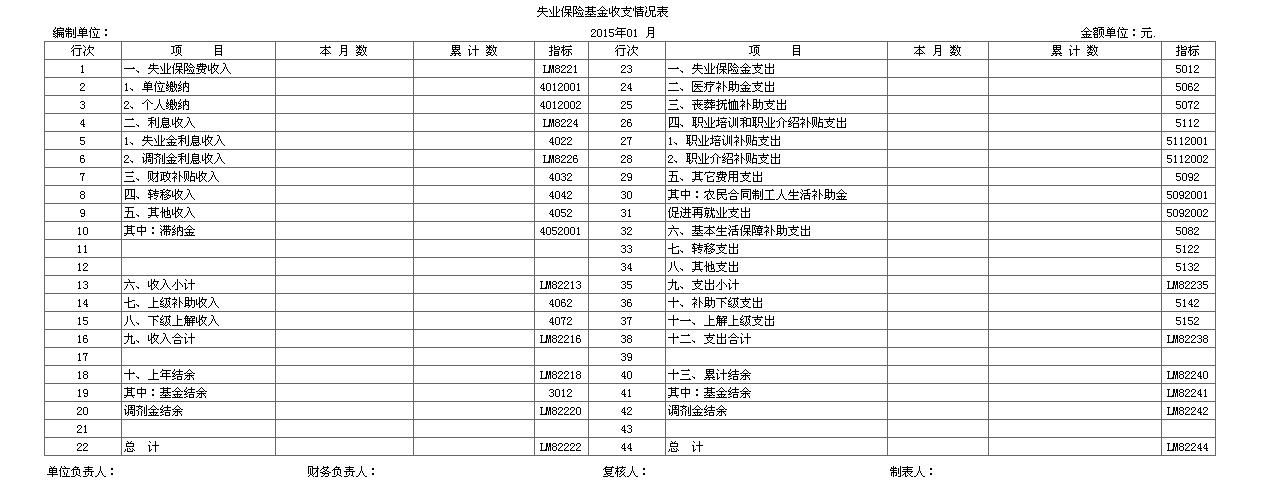 失业保险基金收支情况表
编制单位： 2015年01 月 金额单位：元.
行次 项 目 本 月 数 累 计 数 指标 行次 项 目 本 月 数 累 计 数 指标
1 一、失业保险费收入 LM8221 23 一、失业保险金支出 5012
2 1、单位缴纳 4012001 24 二、医疗补助金支出 5062
3 2、个人缴纳 4012002 25 三、丧葬抚恤补助支出 5072
4 二、利息收入 LM8224 26 四、职业培训和职业介绍补贴支出 5112
5 1、失业金利息收入 4022 27 1、职业培训补贴支出 5112001
6 2、调剂金利息收入 LM8226 28 2、职业介绍补贴支出 5112002
7 三、财政补贴收入 4032 29 五、其它费用支出 5092
8 四、转移收入 4042 30 其中：农民合同制工人生活补助金 5092001
9 五、其他收入 4052 31 促进再就业支出 5092002
10 其中：滞纳金 4052001 32 六、基本生活保障补助支出 5082
11 33 七、转移支出 5122
12 34 八、其他支出 5132
13 六、收入小计 LM82213 35 九、支出小计 LM82235
14 七、上级补助收入 4062 36 十、补助下级支出 5142
15 八、下级上解收入 4072 37 十一、上解上级支出 5152
16 九、收入合计 LM82216 38 十二、支出合计 LM82238
17 39
18 十、上年结余 LM82218 40 十三、累计结余 LM82240
19 其中：基金结余 3012 41 其中：基金结余 LM82241
20 调剂金结余 LM82220 42 调剂金结余 LM82242
21 43
22 总 计 LM82222 44 总 计 LM82244
单位负责人： 财务负责人： 复核人： 制表人：